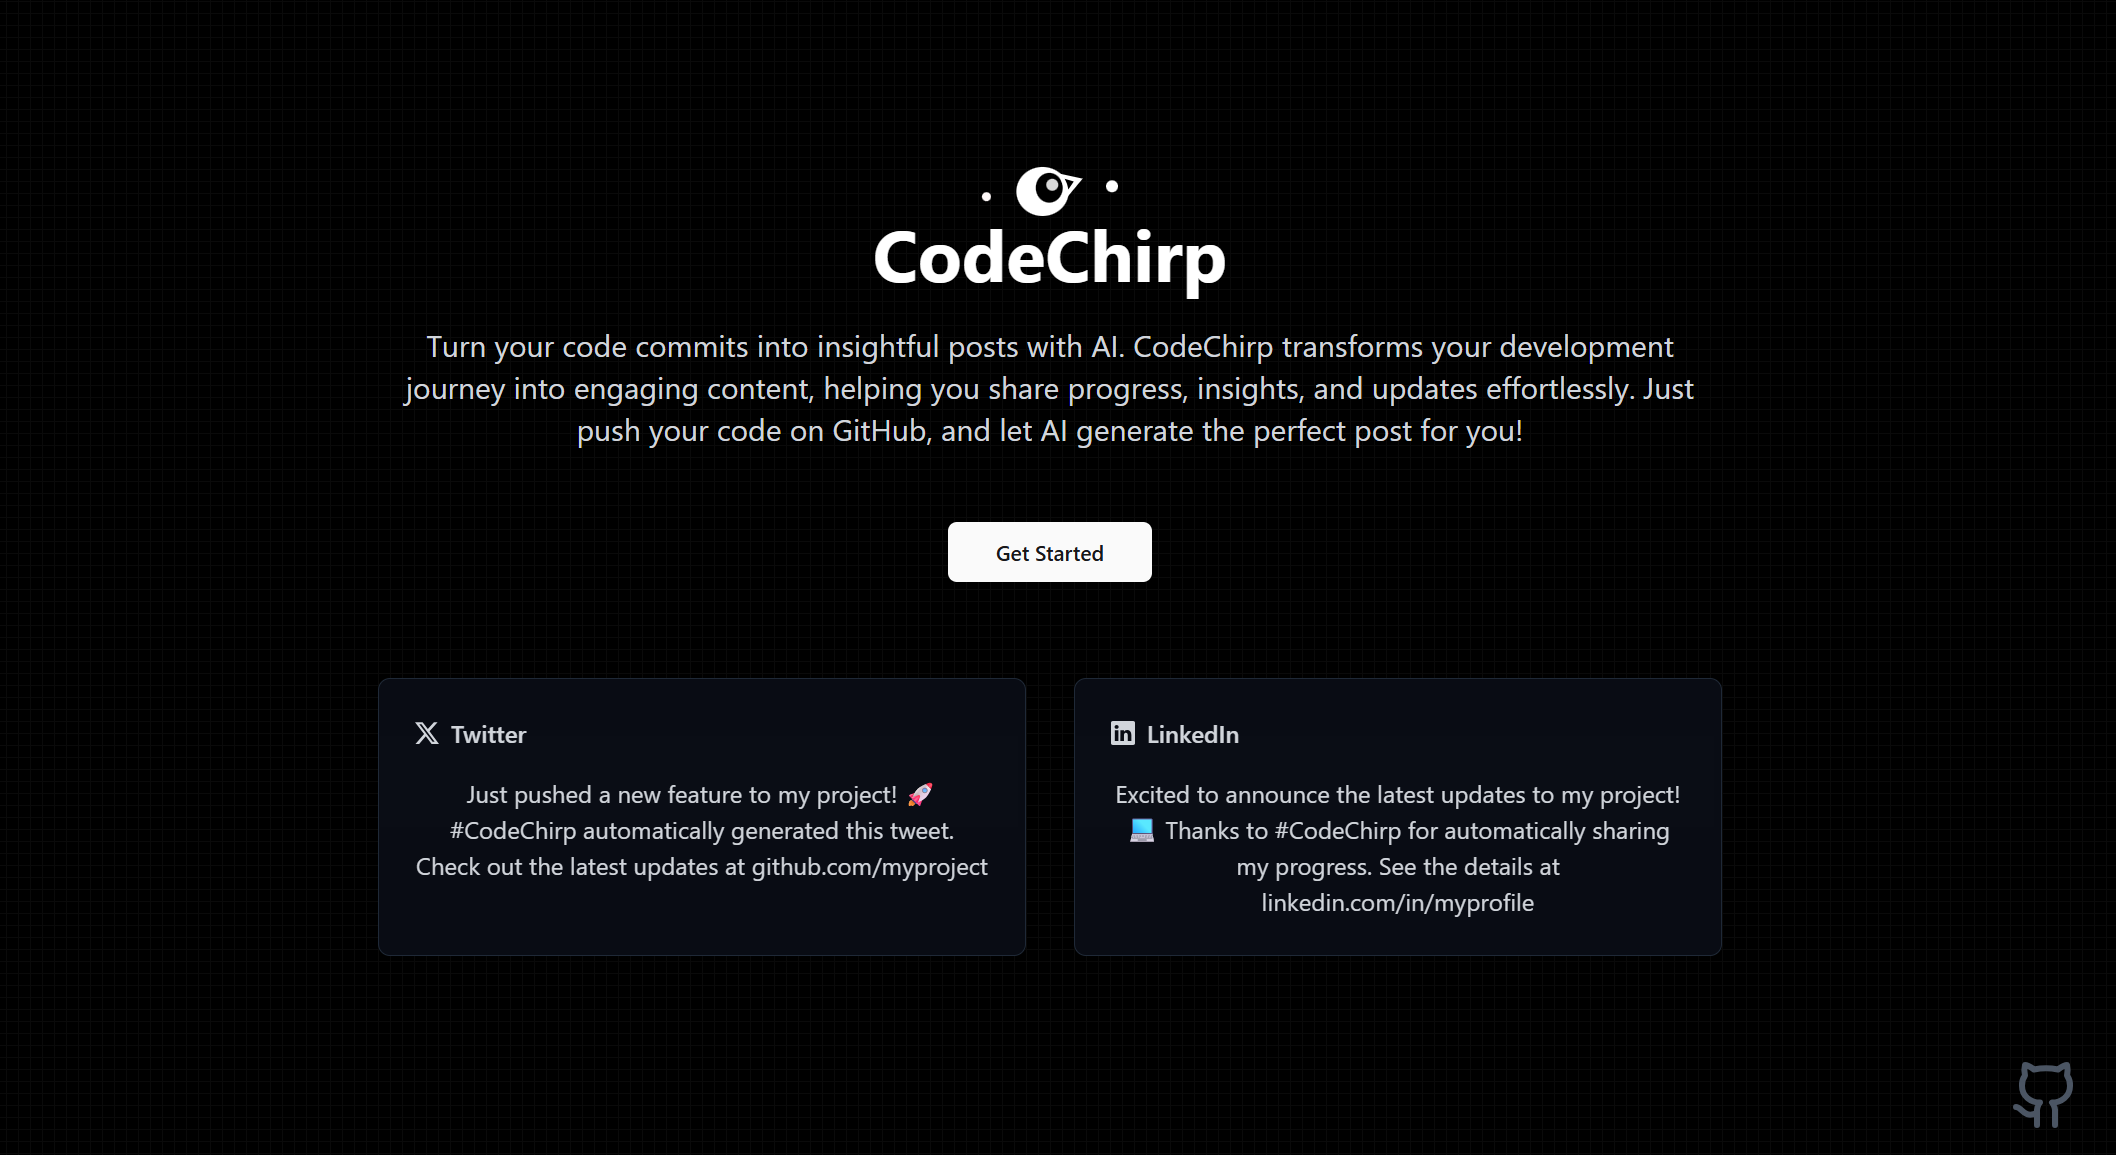 CodeChirp
Turn your code commits into insightful posts with AI. CodeChirp transforms your development
journey into engaging content, helping you share progress, insights, and updates effortlessly. Just
push your code on GitHub, and let AI generate the perfect post for you!
Get Started
Twitter
Just pushed a new feature to my project! 🚀
#CodeChirp automatically generated this tweet.
Check out the latest updates at github.com/myproject
LinkedIn
Excited to announce the latest updates to my project!
💻 Thanks to #CodeChirp for automatically sharing
my progress. See the details at
linkedin.com/in/myprofile